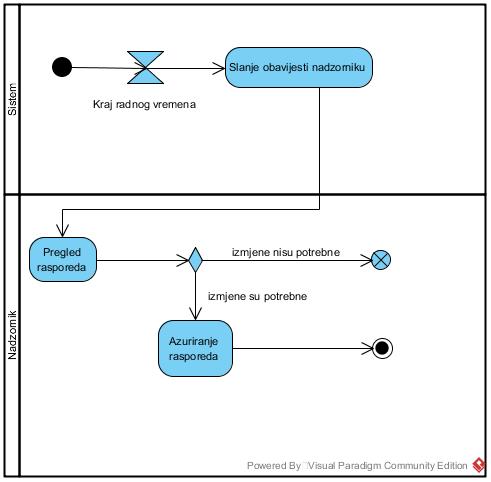 Sistem
Slanje obavijesti nadzorniku
Kraj radnog vremena
Nadzornik
Pregled
rasporeda
izmjene nisu potrebne
izmjene su potrebne
Azuriranje
rasporeda
Powered By Visual Paradigm Community Edition